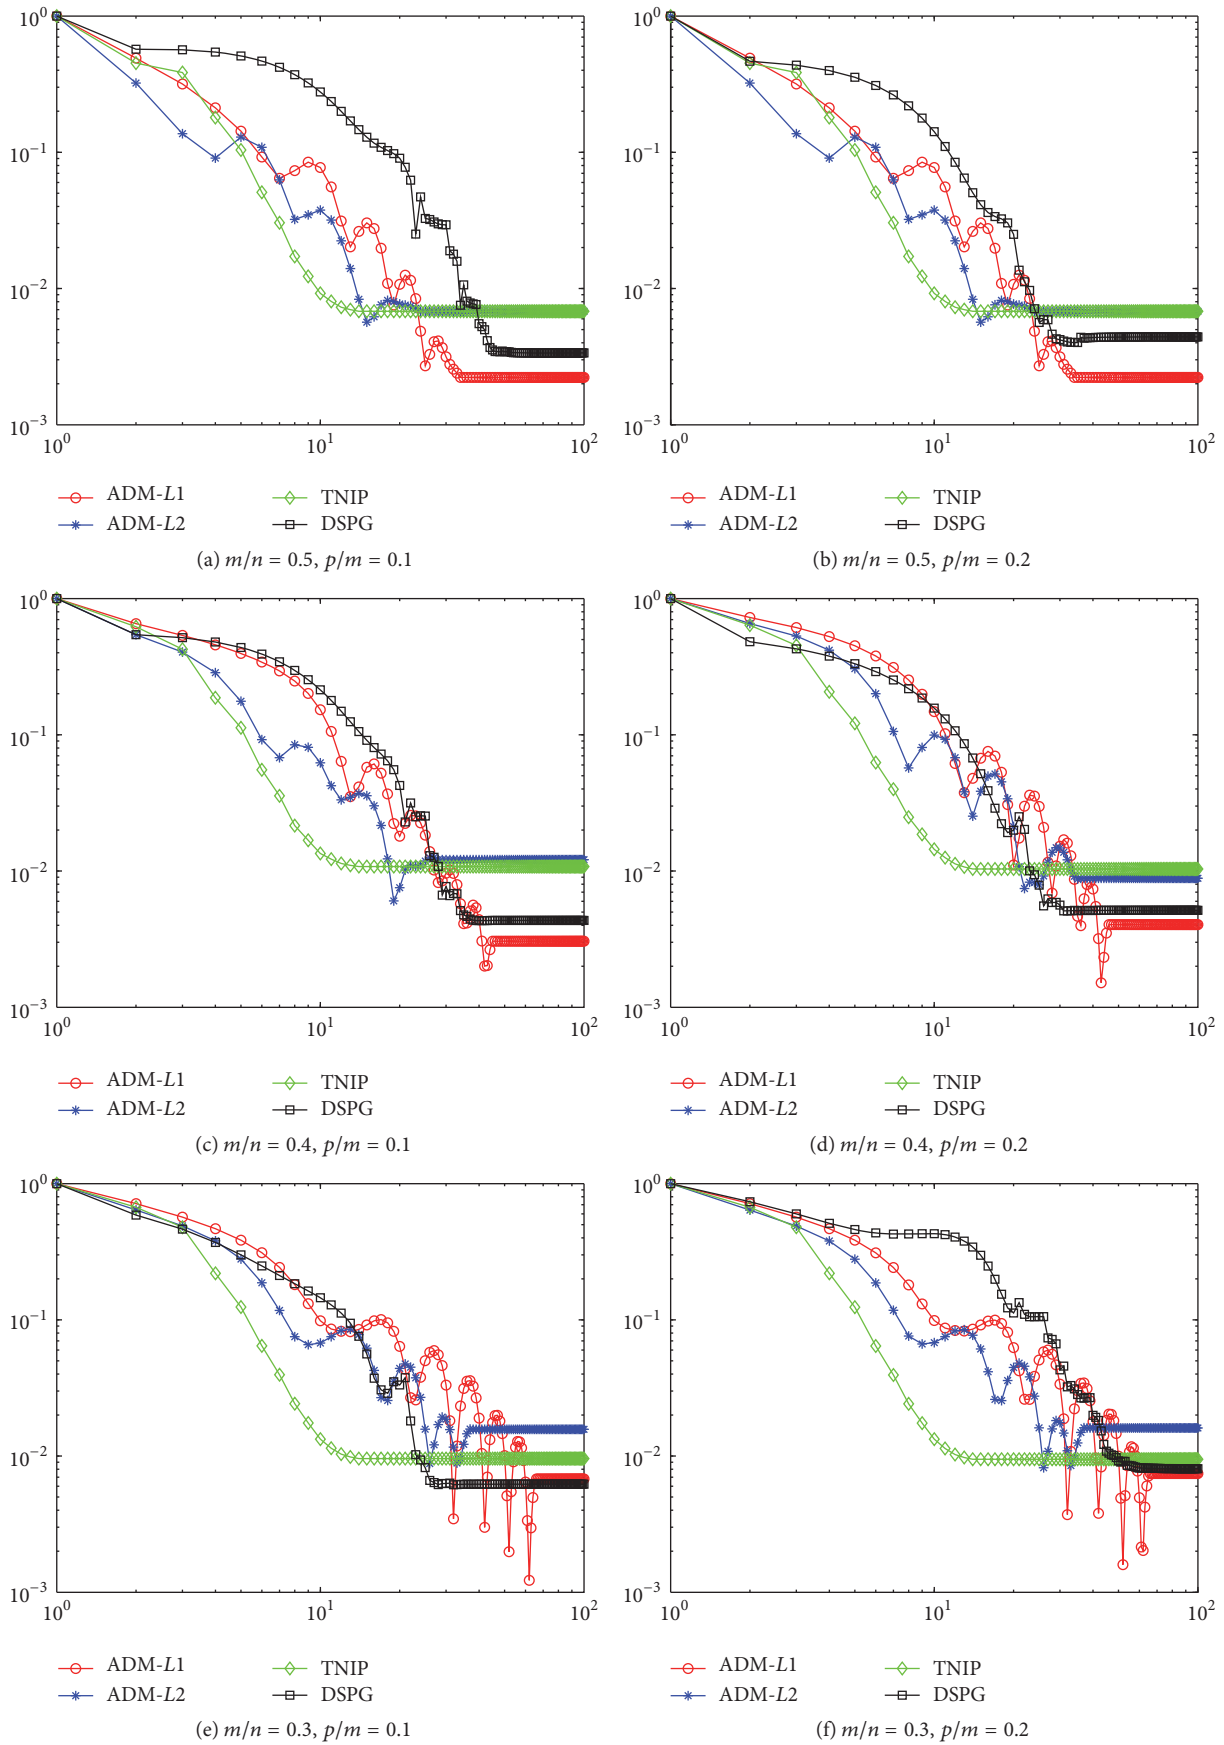 10^0
10^-1
10^-2
10^-3
10^0 10^1 10^2
ADM-L1 TNIP
ADM-L2 DSPG
(a) m/n = 0.5, p/m = 0.1
10^0
10^-1
10^-2
10^-3
10^0 10^1 10^2
ADM-L1 TNIP
ADM-L2 DSPG
(b) m/n = 0.5, p/m = 0.2
10^0
10^-1
10^-2
10^-3
10^0 10^1 10^2
ADM-L1 TNIP
ADM-L2 DSPG
(c) m/n = 0.4, p/m = 0.1
10^0
10^-1
10^-2
10^-3
10^0 10^1 10^2
ADM-L1 TNIP
ADM-L2 DSPG
(d) m/n = 0.4, p/m = 0.2
10^0
10^-1
10^-2
10^-3
10^0 10^1 10^2
ADM-L1 TNIP
ADM-L2 DSPG
(e) m/n = 0.3, p/m = 0.1
10^0
10^-1
10^-2
10^-3
10^0 10^1 10^2
ADM-L1 TNIP
ADM-L2 DSPG
(f) m/n = 0.3, p/m = 0.2